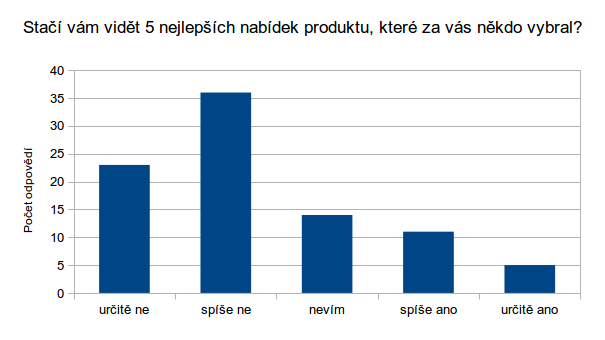 Stačí vám vidět 5 nejlepších nabídek produktu, které za vás někdo vybral?
40
35
30
25
20
15
10
5
0
Počet odpovědí
určitě ne
spíše ne
nevím
spíše ano
určitě ano